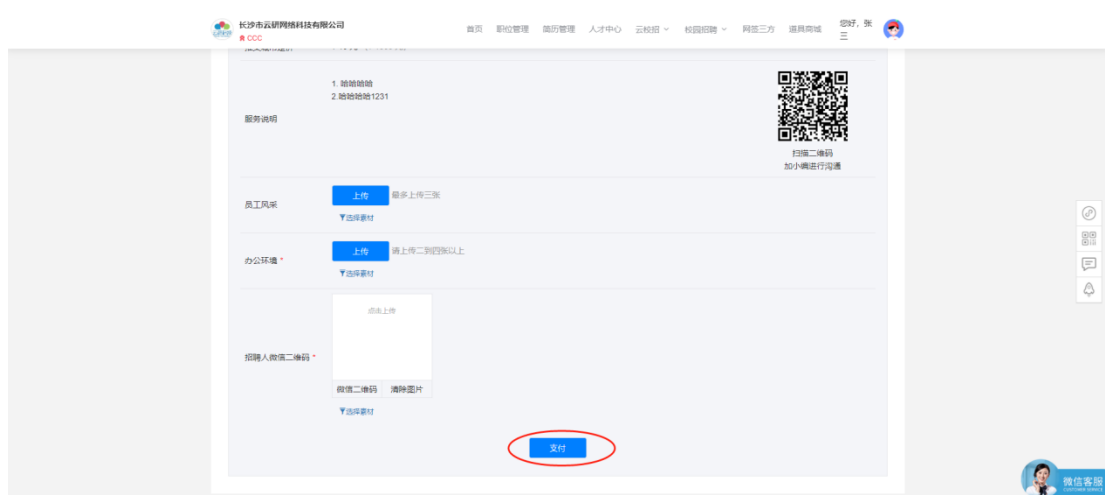 长沙市云研网络科技有限公司
CCC
首页 职位管理 简历管理 人才中心 云校招 校园招聘 网签三方 道具商城
您好，张
三
1. 哈哈哈哈
2.哈哈哈哈1231
服务说明
扫描二维码
加小编进行沟通
员工风采
上传 最多上传三张
选择素材
办公环境 *
上传 请上传二到四张以上
选择素材
点击上传
招聘人微信二维码 *
微信二维码 清除图片
选择素材
支付
微信客服